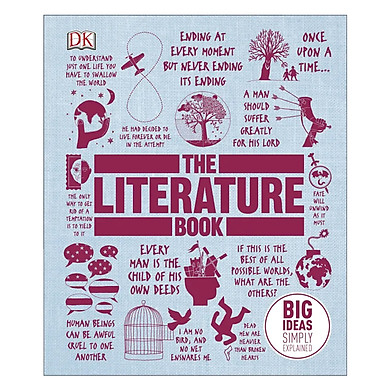 DK
TO UNDERSTAND
JUST ONE LIFE YOU
HAVE TO SWALLOW
THE WORLD
ENDING AT
EVERY MOMENT
BUT NEVER ENDING
ITS ENDING
ONCE
UPON A
TIME...
HE HAD DECIDED TO
LIVE FOREVER OR DIE
IN THE ATTEMPT
A MAN
SHOULD
SUFFER
GREATLY
FOR HIS LORD
THE
LITERATURE
BOOK
THE ONLY
WAY TO GET
RID OF A
TEMPTATION
IS TO YIELD
TO IT
FATE
WILL
UNWIND
AS IT
MUST
EVERY
MAN IS THE
CHILD OF HIS
OWN DEEDS
IF THIS IS THE
BEST OF ALL
POSSIBLE WORLDS,
WHAT ARE THE
OTHERS?
HUMAN BEINGS
CAN BE AWFUL
CRUEL TO ONE
ANOTHER
I AM NO
BIRD; AND
NO NET
ENSNARES ME
DEAD
MEN ARE
HEAVIER
THAN BROKEN
HEARTS
BIG
IDEAS
SIMPLY
EXPLAINED